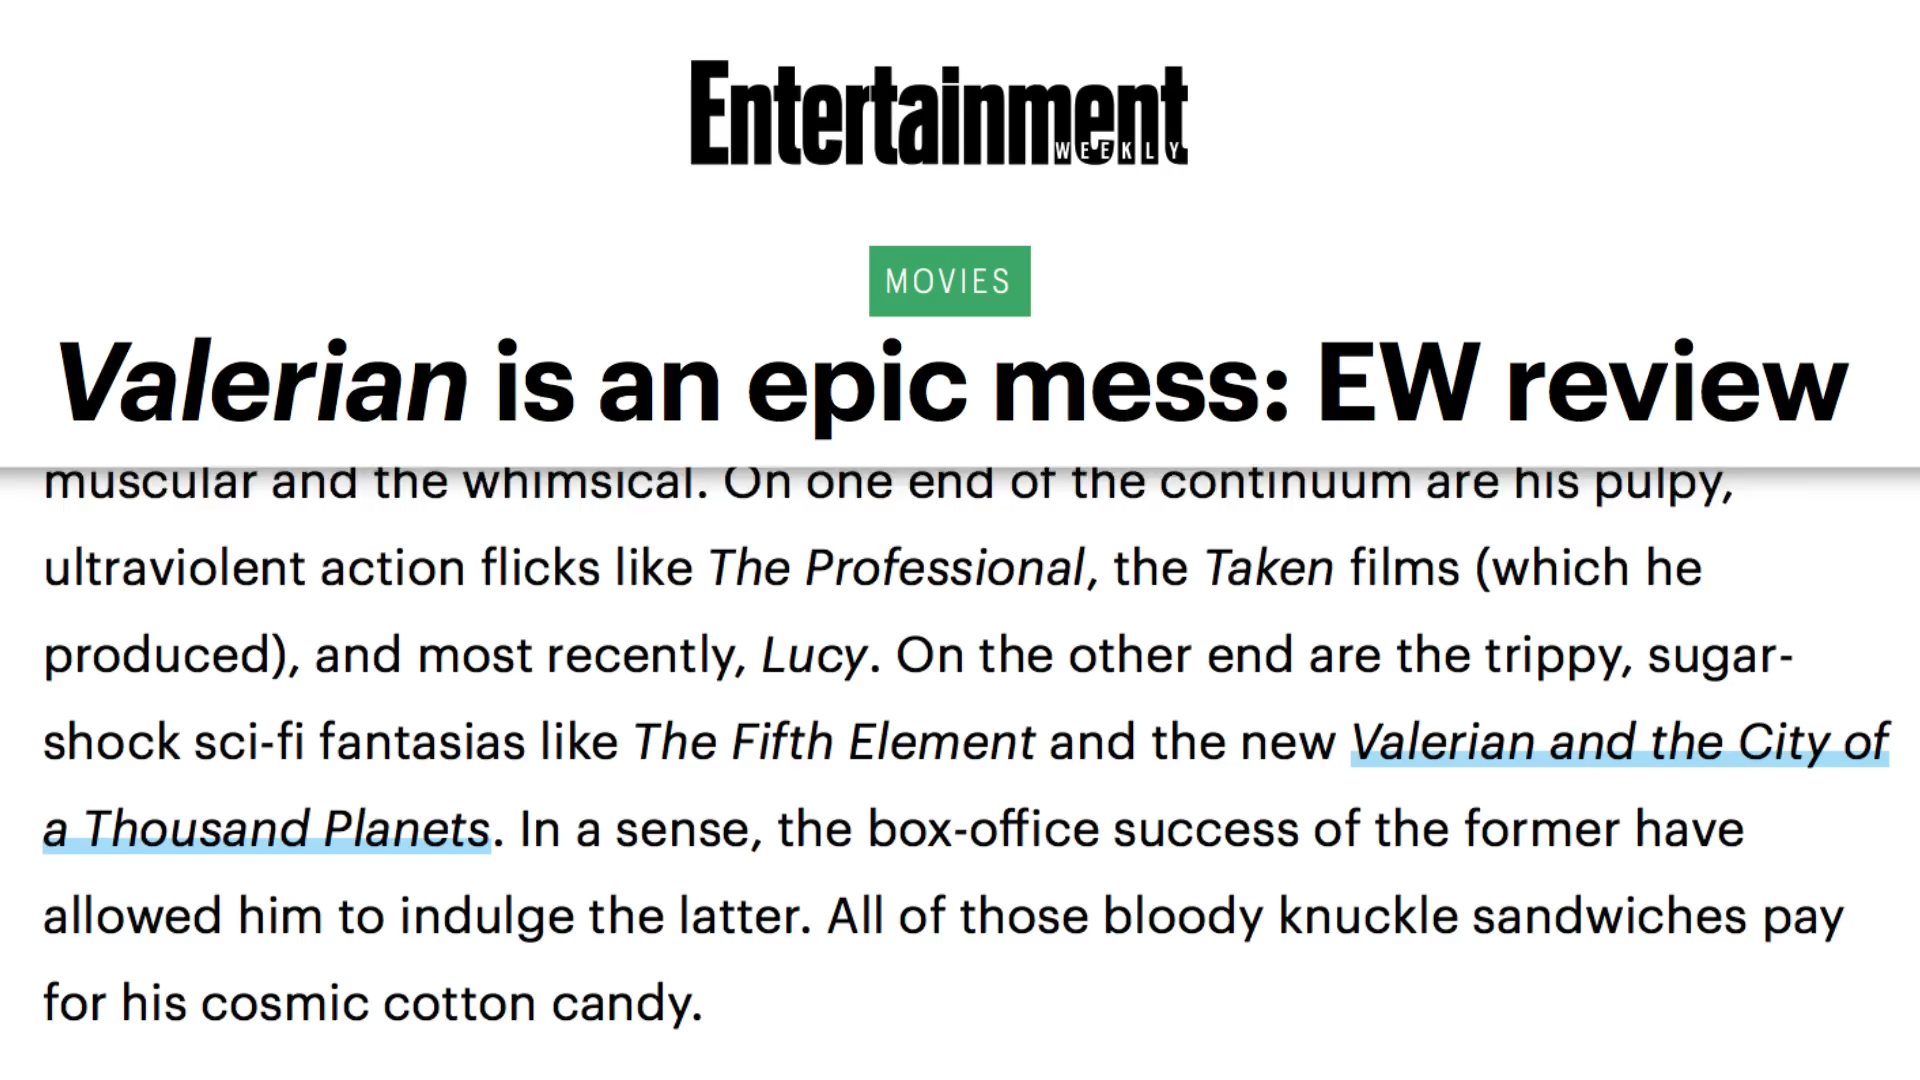 Entertainment
WEEKLY
MOVIES
Valerian is an epic mess: EW review
muscular and the whimsical. On one end of the continuum are his pulpy,
ultraviolent action flicks like The Professional, the Taken films (which he
produced), and most recently, Lucy. On the other end are the trippy, sugar-
shock sci-fi fantasias like The Fifth Element and the new Valerian and the City of
a Thousand Planets. In a sense, the box-office success of the former have
allowed him to indulge the latter. All of those bloody knuckle sandwiches pay
for his cosmic cotton candy.